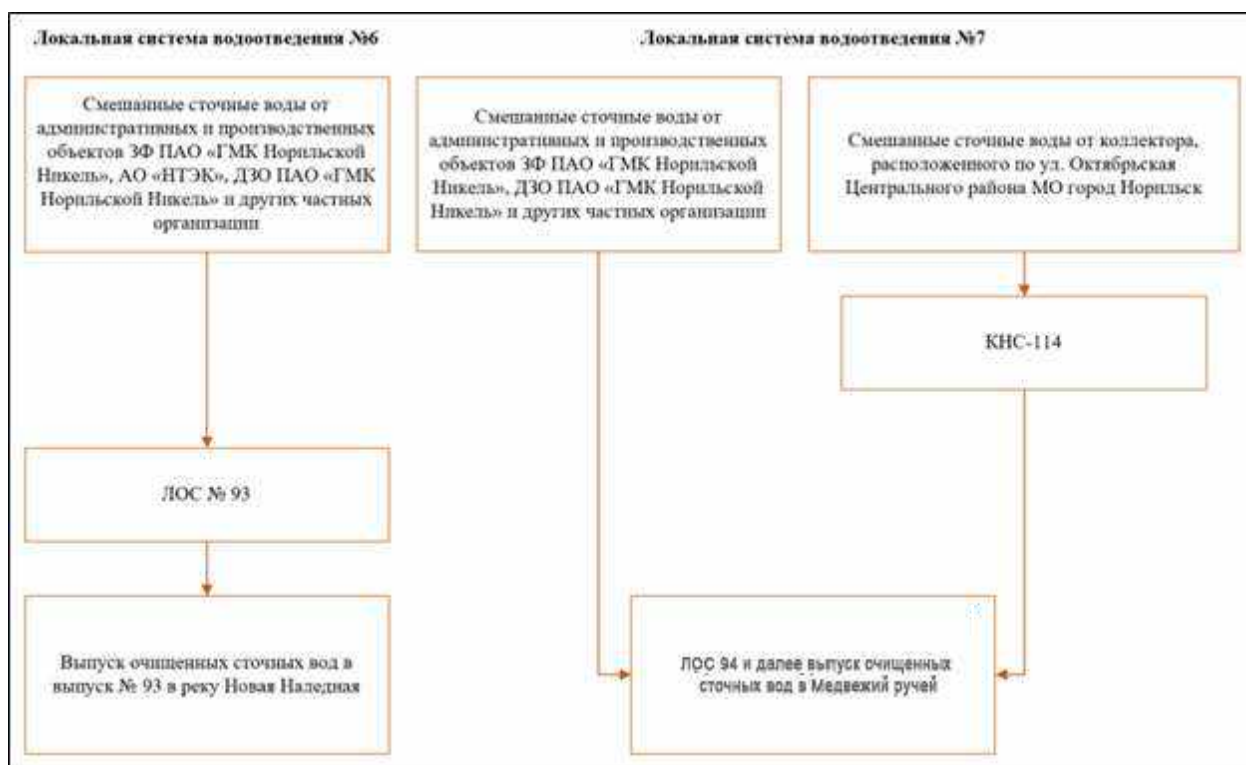 Локальная система водоотведения №6
Смешанные сточные воды от
административных и производственных
объектов ЗФ ПАО «ГМК Норильской
Никель», АО «НТЭК», ДЗО ПАО «ГМК
Норильской Никель» и других частных
организации
ЛОС № 93
Выпуск очищенных сточных вод в
выпуск № 93 в реку Новая Наледная
Локальная система водоотведения №7
Смешанные сточные воды от
административных и производственных
объектов ЗФ ПАО «ГМК Норильской
Никель», ДЗО ПАО «ГМК Норильской
Никель» и других частных организации
Смешанные сточные воды от коллектора,
расположенного по ул. Октябрьская
Центрального района МО город Норильск
КНС-114
ЛОС 94 и далее выпуск очищенных
сточных вод в Медвежий ручей